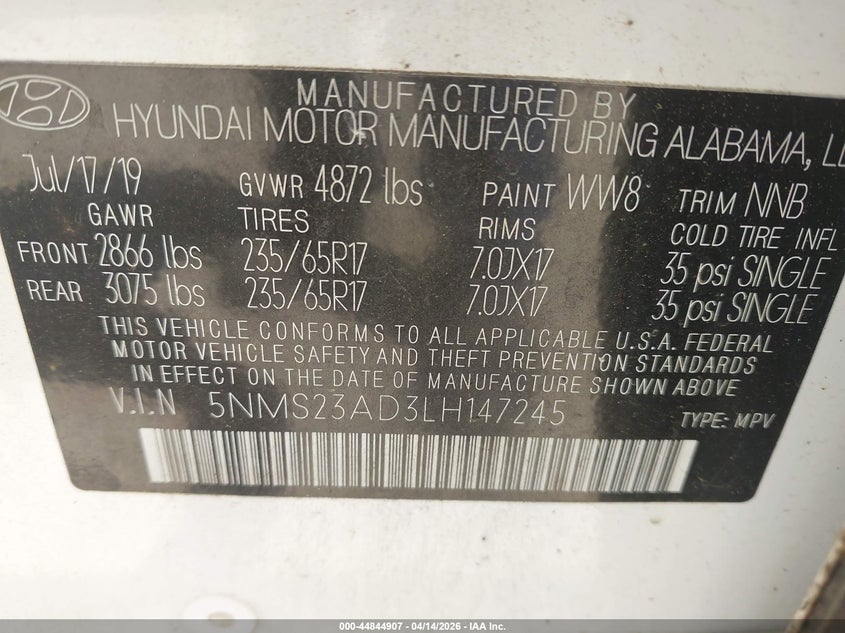 MANUFACTURED BY
HYUNDAI MOTOR MANUFACTURING ALABAMA,
Jul/17/19 GVWR 4872 lbs PAINT WW8 TRIM NNB
GAWR TIRES RIMS COLD TIRE INFL
FRONT 2866 lbs 235/65R17 7.0JX17 35 psi SINGLE
REAR 3075 lbs 235/65R17 7.0JX17 35 psi SINGLE
THIS VEHICLE CONFORMS TO ALL APPLICABLE U.S.A. FEDERAL
MOTOR VEHICLE SAFETY AND THEFT PREVENTION STANDARDS
IN EFFECT ON THE DATE OF MANUFACTURE SHOWN ABOVE
V.I.N 5NMS23AD3LH147245 TYPE: MPV
000-44844907 - 04/14/2026 - IAA Inc.